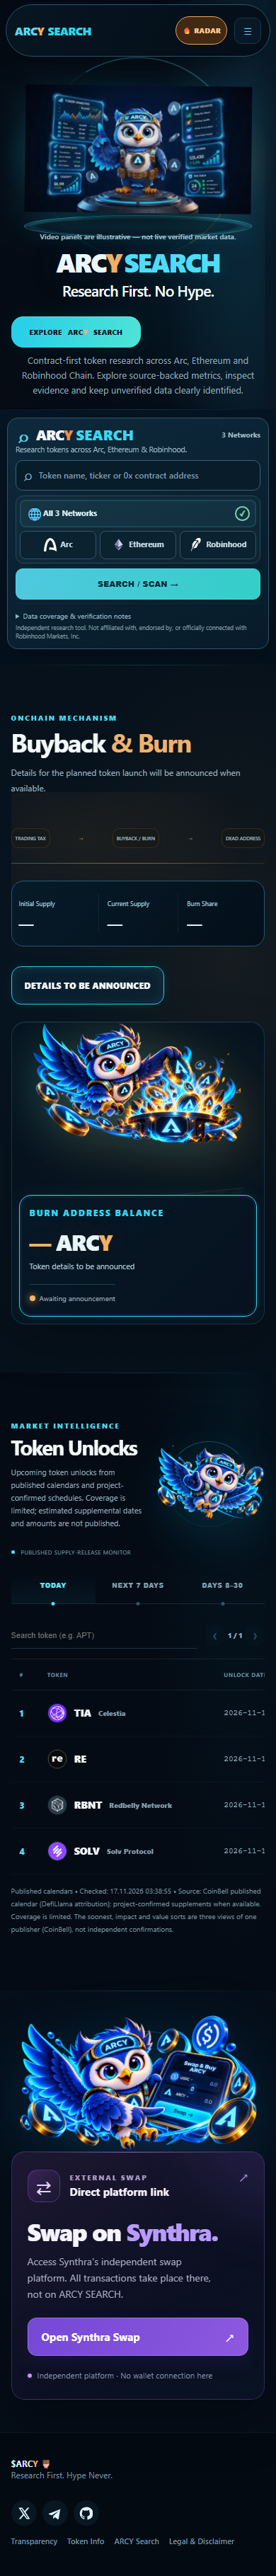 ARCY SEARCH
RADAR
ARCY
Video panels are illustrative — not live verified market data.
ARCY SEARCH
Research First. No Hype.
EXPLORE ARCY SEARCH
Contract-first token research across Arc, Ethereum and
Robinhood Chain. Explore source-backed metrics, inspect
evidence and keep unverified data clearly identified.
ARCY SEARCH
3 Networks
Research tokens across Arc, Ethereum & Robinhood.
Token name, ticker or 0x contract address
All 3 Networks
Arc
Ethereum
Robinhood
SEARCH / SCAN →
Data coverage & verification notes
Independent research tool. Not affiliated with, endorsed by, or officially connected with
Robinhood Markets, Inc.
ONCHAIN MECHANISM
Buyback & Burn
Details for the planned token launch will be announced when
available.
TRADING TAX
→
BUYBACK / BURN
→
DEAD ADDRESS
Initial Supply
Current Supply
Burn Share
—
—
—
DETAILS TO BE ANNOUNCED
ARCY
BURN ADDRESS BALANCE
— ARCY
Token details to be announced
Awaiting announcement
MARKET INTELLIGENCE
Token Unlocks
Upcoming token unlocks from
published calendars and project-
confirmed schedules. Coverage is
limited; estimated supplemental dates
and amounts are not published.
PUBLISHED SUPPLY-RELEASE MONITOR
TODAY
NEXT 7 DAYS
DAYS 8–30
Search token (e.g. APT)
1 / 1
# TOKEN UNLOCK DAT
1 TIA Celestia 2026-11-1
2 re RE 2026-11-1
3 RBNT Redbelly Network 2026-11-1
4 SOLV Solv Protocol 2026-11-1
Published calendars • Checked: 17.11.2026 03:38:55 • Source: CoinBell published
calendar (DefiLlama attribution); project-confirmed supplements when available.
Coverage is limited. The soonest, impact and value sorts are three views of one
publisher (CoinBell), not independent confirmations.
ARCY
Swap & Buy
ARCY
0.0
ARCY
0.0
Swap →
EXTERNAL SWAP
Direct platform link
↗
Swap on Synthra.
Access Synthra's independent swap
platform. All transactions take place there,
not on ARCY SEARCH.
Open Synthra Swap ↗
Independent platform · No wallet connection here
$ARCY
Research First. Hype Never.
Transparency
Token Info
ARCY Search
Legal & Disclaimer